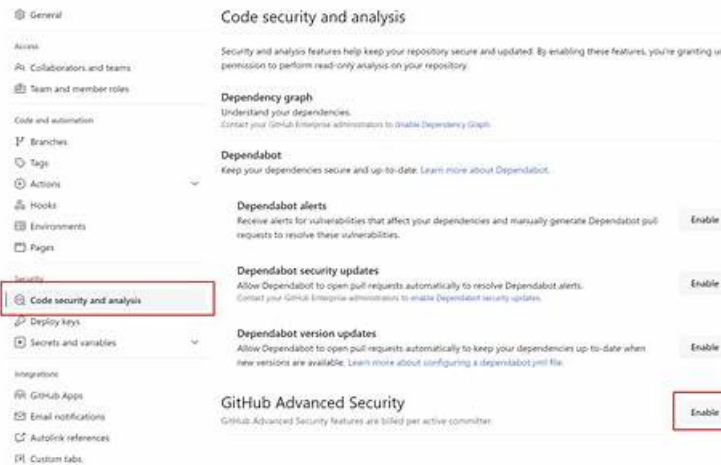 General
Access
Collaborators and teams
Team and member roles
Code and automation
Branches
Tags
Actions
Hooks
Environments
Pages
Security
Code security and analysis
Deploy keys
Secrets and variables
Integrations
GitHub Apps
Email notifications
Autolink references
Custom tabs
Code security and analysis
Security and analysis features help keep your repository secure and updated. By enabling these features, you're granting us
permission to perform read-only analysis on your repository.
Dependency graph
Understand your dependencies.
Contact your GitHub Enterprise administrators to enable Dependency Graph.
Dependabot
Keep your dependencies secure and up-to-date. Learn more about Dependabot.
Dependabot alerts
Receive alerts for vulnerabilities that affect your dependencies and manually generate Dependabot pull
requests to resolve these vulnerabilities.
Enable
Dependabot security updates
Allow Dependabot to open pull requests automatically to resolve Dependabot alerts.
Contact your GitHub Enterprise administrators to enable Dependabot security updates.
Enable
Dependabot version updates
Allow Dependabot to open pull requests automatically to keep your dependencies up-to-date when
new versions are available. Learn more about configuring a dependabot.yml file.
Enable
GitHub Advanced Security
GitHub Advanced Security features are billed per active committer.
Enable